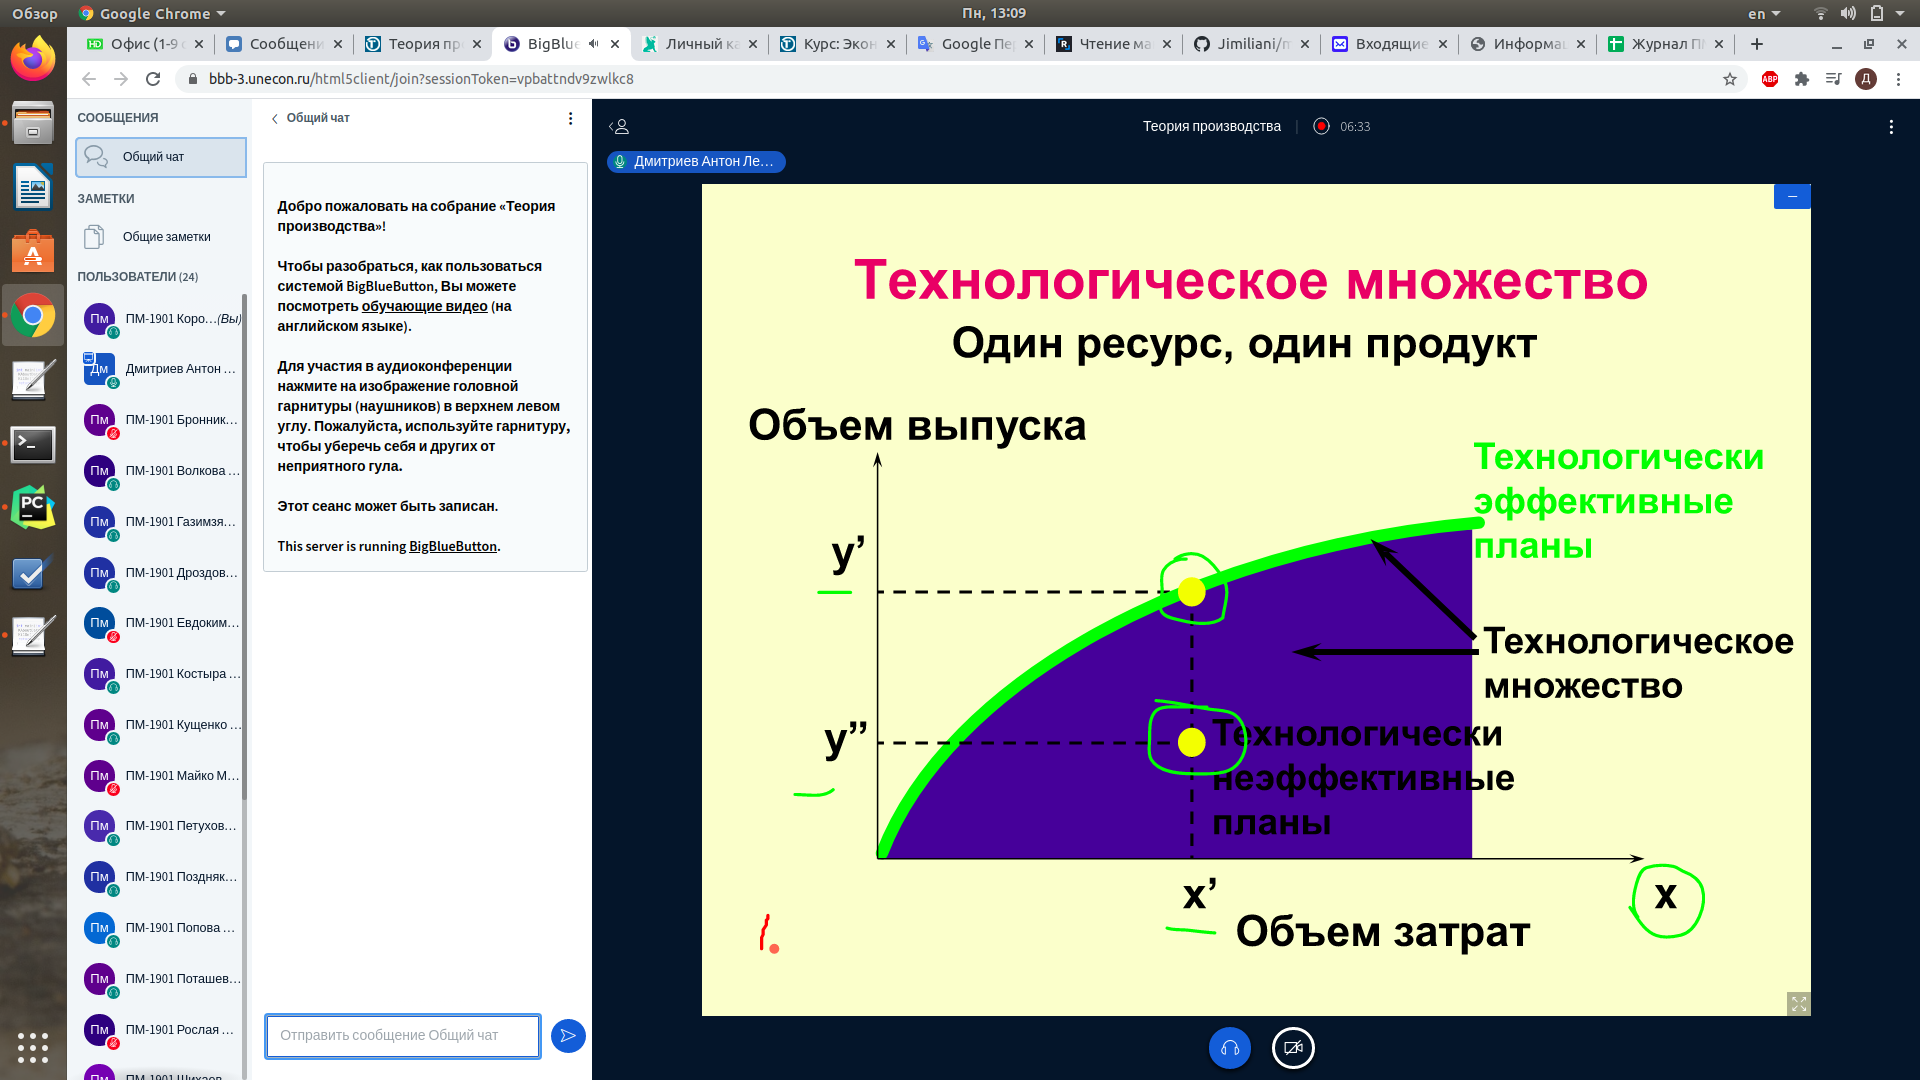 Обзор
Google Chrome
Пн, 13:09
en
Офис (1-9
Сообщени
Теория пр
BigBlue
Личный ка
Курс: Экон
Google Пе
Чтение ма
Jimiliani/m
Входящие
Информа
Журнал П
bbb-3.unecon.ru/html5client/join?sessionToken=vpbattndv9zwlkc8
ABP
Д
СООБЩЕНИЯ
Общий чат
ЗАМЕТКИ
Общие заметки
ПОЛЬЗОВАТЕЛИ (24)
Пм ПМ-1901 Коро...(Вы)
Дм Дмитриев Антон ...
Пм ПМ-1901 Бронник...
Пм ПМ-1901 Волкова ...
Пм ПМ-1901 Газимзя...
Пм ПМ-1901 Дроздов...
Пм ПМ-1901 Евдоким...
Пм ПМ-1901 Костыра ...
Пм ПМ-1901 Кущенко ...
Пм ПМ-1901 Майко М...
Пм ПМ-1901 Петухов...
Пм ПМ-1901 Поздняк...
Пм ПМ-1901 Попова ...
Пм ПМ-1901 Поташев...
Пм ПМ-1901 Рослая ...
Пм ПМ-1901
Общий чат
Добро пожаловать на собрание «Теория
производства»!
Чтобы разобраться, как пользоваться
системой BigBlueButton, Вы можете
посмотреть обучающие видео (на
английском языке).
Для участия в аудиоконференции
нажмите на изображение головной
гарнитуры (наушников) в верхнем левом
углу. Пожалуйста, используйте гарнитуру,
чтобы уберечь себя и других от
неприятного гула.
Этот сеанс может быть записан.
This server is running BigBlueButton.
Отправить сообщение Общий чат
Теория производства
06:33
Дмитриев Антон Ле...
Технологическое множество
Один ресурс, один продукт
Объем выпуска
Технологически
эффективные
планы
y’
Технологическое
множество
y”
Технологически
неэффективные
планы
x’
x
Объем затрат
1.